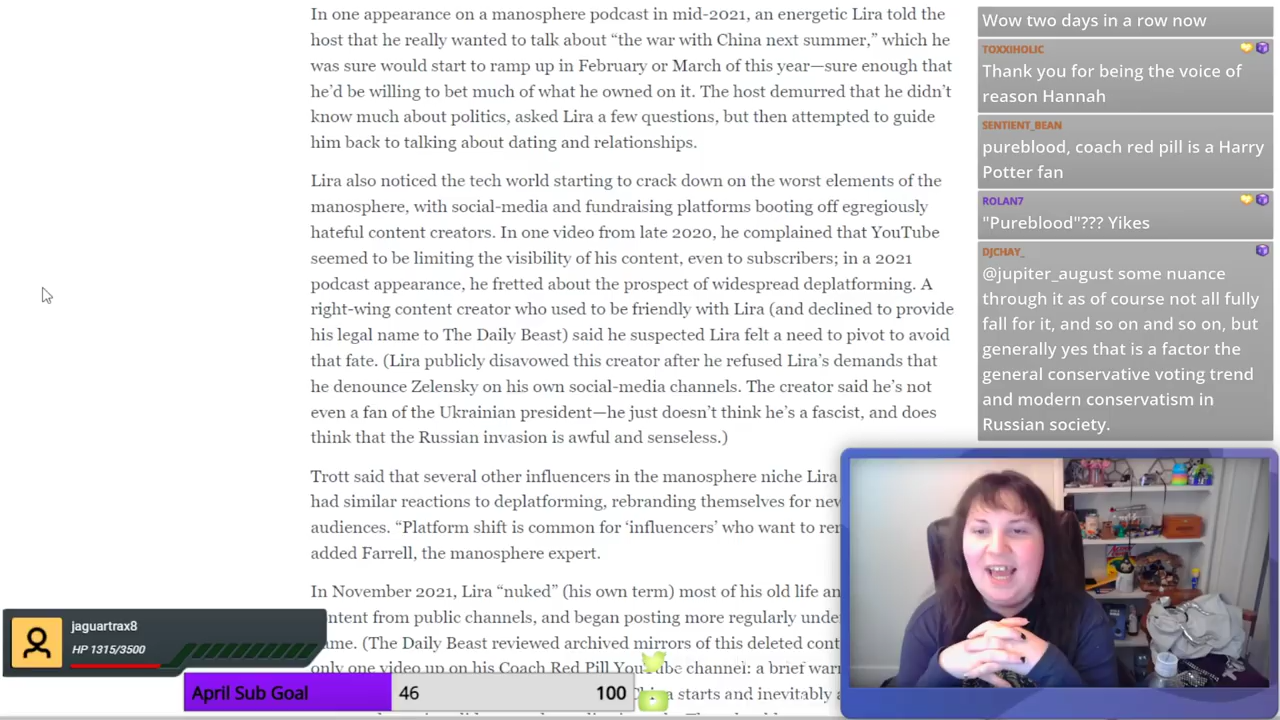 In one appearance on a manosphere podcast in mid-2021, an energetic Lira told the
host that he really wanted to talk about “the war with China next summer,” which he
was sure would start to ramp up in February or March of this year—sure enough that
he’d be willing to bet much of what he owned on it. The host demurred that he didn’t
know much about politics, asked Lira a few questions, but then attempted to guide
him back to talking about dating and relationships.
Lira also noticed the tech world starting to crack down on the worst elements of the
manosphere, with social-media and fundraising platforms booting off egregiously
hateful content creators. In one video from late 2020, he complained that YouTube
seemed to be limiting the visibility of his content, even to subscribers; in a 2021
podcast appearance, he fretted about the prospect of widespread deplatforming. A
right-wing content creator who used to be friendly with Lira (and declined to provide
his legal name to The Daily Beast) said he suspected Lira felt a need to pivot to avoid
that fate. (Lira publicly disavowed this creator after he refused Lira’s demands that
he denounce Zelensky on his own social-media channels. The creator said he’s not
even a fan of the Ukrainian president—he just doesn’t think he’s a fascist, and does
think that the Russian invasion is awful and senseless.)
Trott said that several other influencers in the manosphere niche Lira
had similar reactions to deplatforming, rebranding themselves for
audiences. “Platform shift is common for ‘influencers’ who want to
added Farrell, the manosphere expert.
In November 2021, Lira “nuked” (his own term) most of his old life
from public channels, and began posting more regularly
(The Daily Beast reviewed archived mirrors of this deleted
only one video up on his Coach Red Pill YouTube channel: a brief
starts and inevitably
Wow two days in a row now
TOXXIHOLIC
Thank you for being the voice of
reason Hannah
SENTIENT_BEAN
pureblood, coach red pill is a Harry
Potter fan
ROLAN7
"Pureblood"??? Yikes
DJCHAY_
@jupiter_august some nuance
through it as of course not all fully
fall for it, and so on and so on, but
generally yes that is a factor the
general conservative voting trend
and modern conservatism in
Russian society.
jaguartrax8
HP 1315/3500
April Sub Goal 46 100